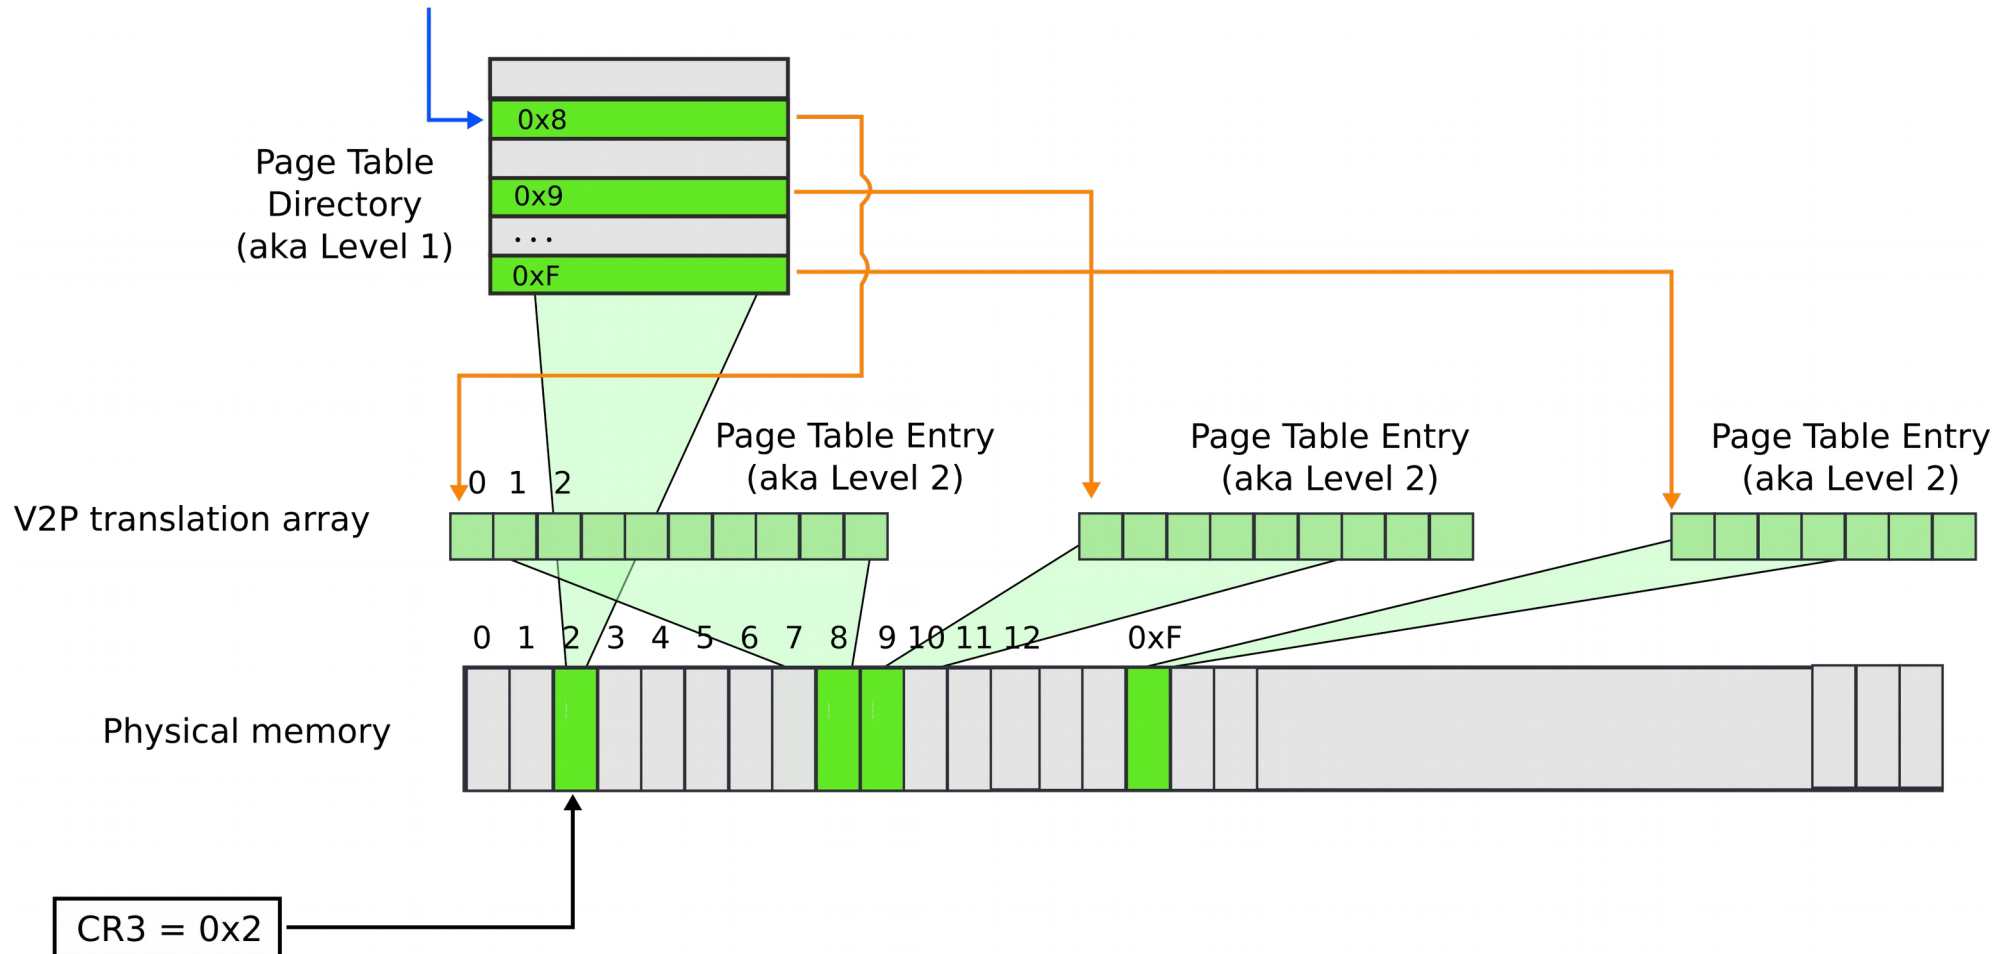 0x8
Page Table
Directory
(aka Level 1)
0x9
...
0xF
Page Table Entry
(aka Level 2)
Page Table Entry
(aka Level 2)
Page Table Entry
(aka Level 2)
0 1 2
V2P translation array
0 1 2 3 4 5 6 7 8 9 10 11 12 0xF
Physical memory
CR3 = 0x2